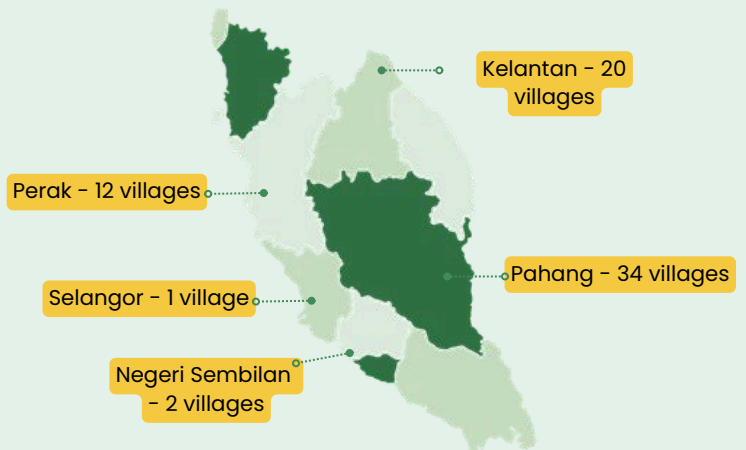 Kelantan - 20
villages
Perak - 12 villages
Pahang - 34 villages
Selangor - 1 village
Negeri Sembilan
- 2 villages